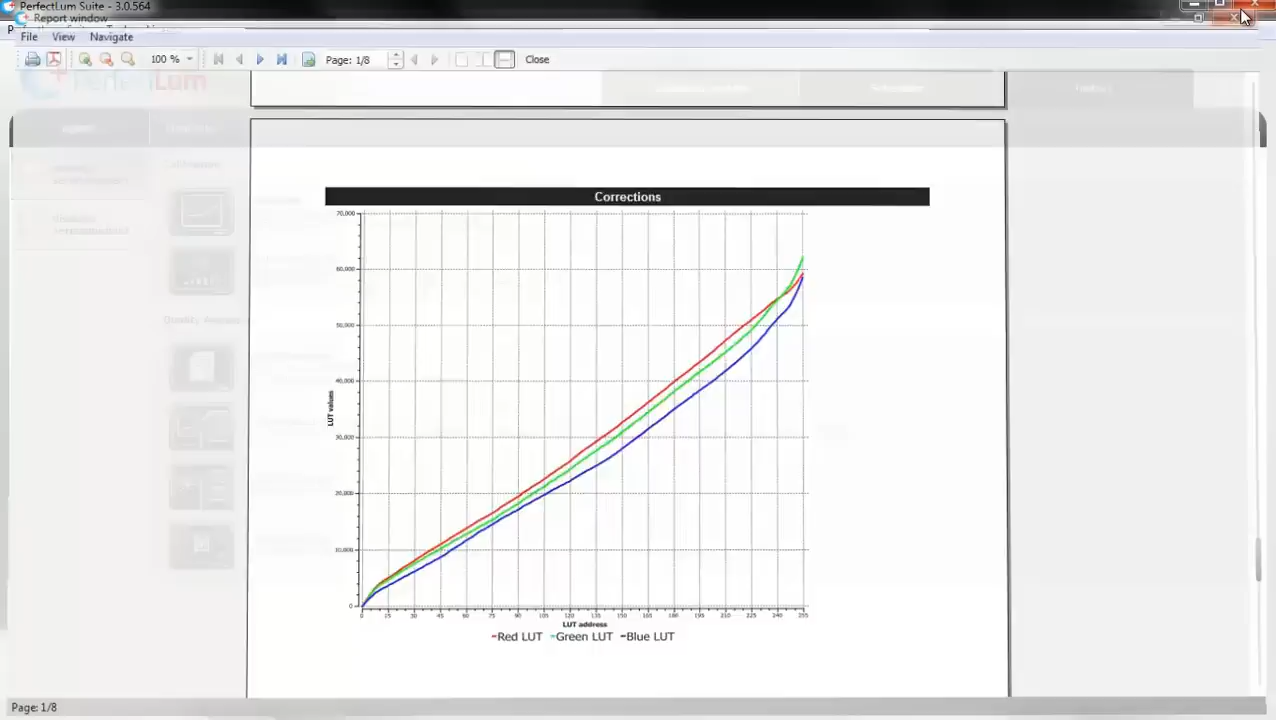 PerfectLum Suite - 3.0.564
Report window
File View Navigate
100 % Page: 1/8 Close
PerfectLum
Corrections
70,000
60,000
50,000
40,000
30,000
20,000
10,000
0
LUT values
0 15 30 45 60 75 90 105 120 135 150 165 180 195 210 225 240 255
LUT address
Red LUT Green LUT Blue LUT
Page: 1/8